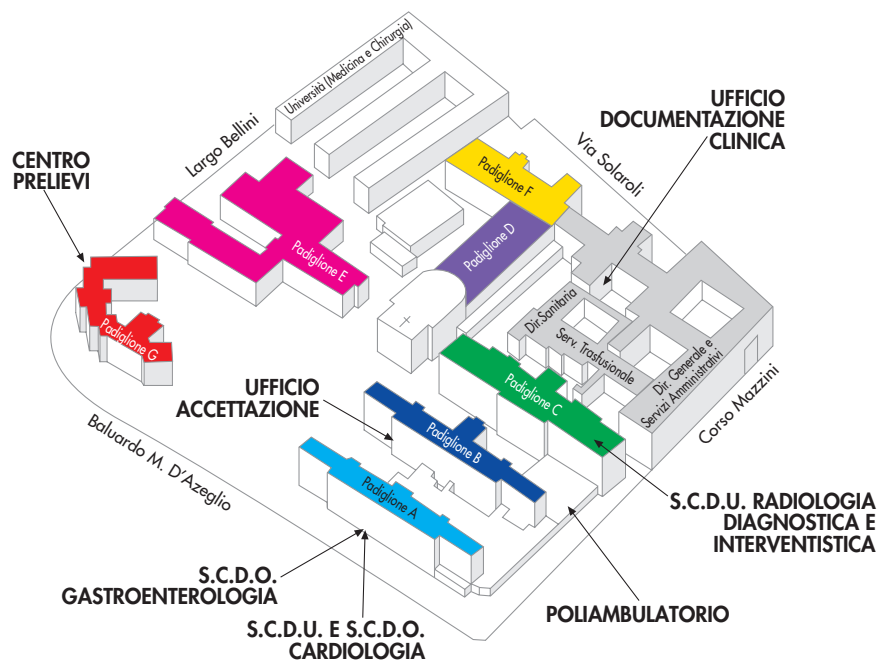 Università (Medicina e Chirurgia)
Largo Bellini
UFFICIO
DOCUMENTAZIONE
CLINICA
Via Solaroli
CENTRO
PRELIEVI
Padiglione F
Padiglione D
Padiglione E
Padiglione G
Dir.Sanitaria
Serv. Trasfusionale
Dir. Generale e
Servizi Amministrativi
Corso Mazzini
Padiglione C
UFFICIO
ACCETTAZIONE
Padiglione B
Baluardo M. D'Azeglio
Padiglione A
S.C.D.U. RADIOLOGIA
DIAGNOSTICA E
INTERVENTISTICA
S.C.D.O.
GASTROENTEROLOGIA
POLIAMBULATORIO
S.C.D.U. E S.C.D.O.
CARDIOLOGIA